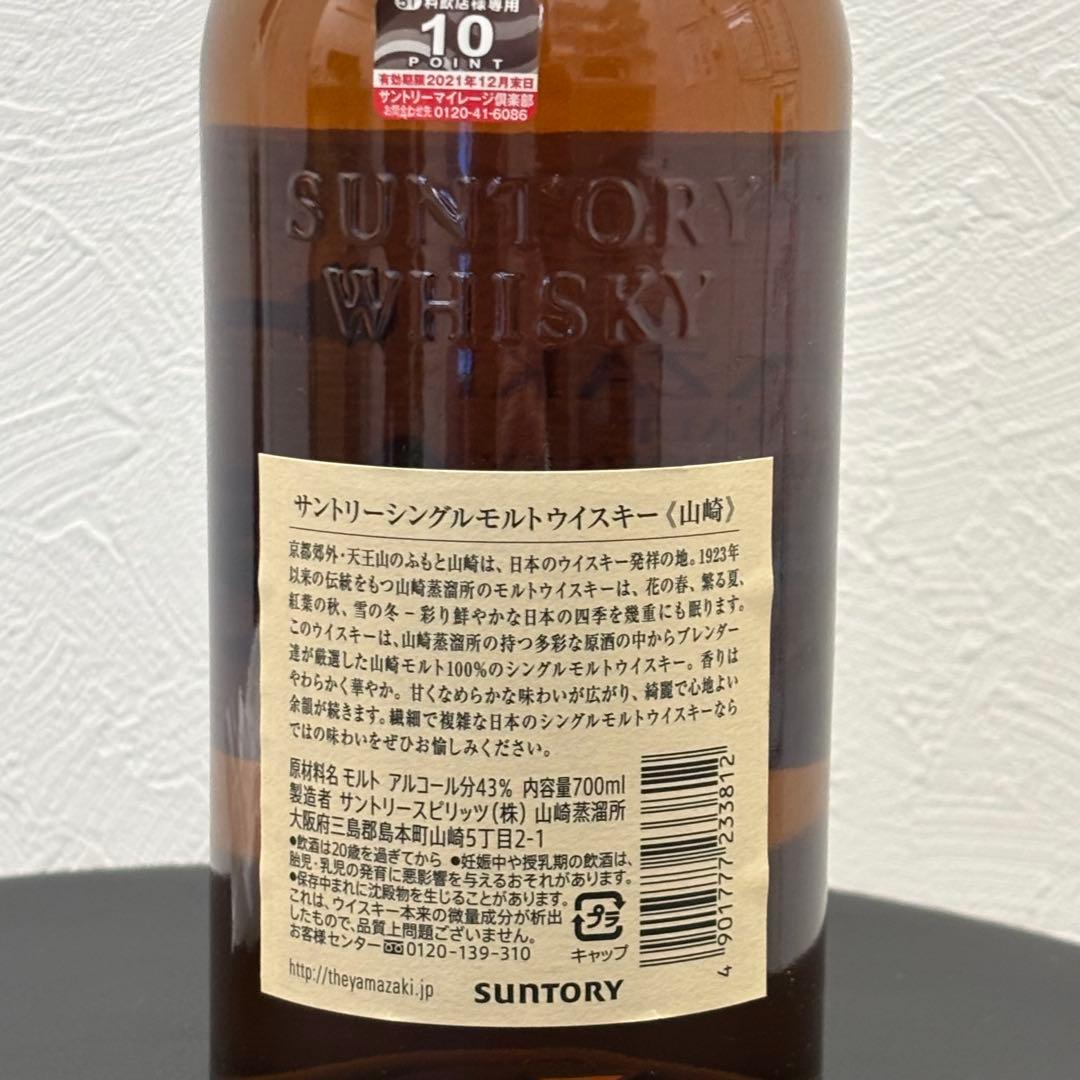 料飲店様専用
10
POINT
有効期限2021年12月末日
サントリーマイレージ倶楽部
お問合わせ先 0120-41-6086
SUNTORY
WHISKY
サントリーシングルモルトウイスキー《山崎》
京都郊外・天王山のふもと山崎は、日本のウイスキー発祥の地。1923年
以来の伝統をもつ山崎蒸溜所のモルトウイスキーは、花の春、繁る夏、
紅葉の秋、雪の冬－彩り鮮やかな日本の四季を幾重にも眠ります。
このウイスキーは、山崎蒸溜所の持つ多彩な原酒の中からブレンダー
達が厳選した山崎モルト100%のシングルモルトウイスキー。香りは
やわらかく華やか。甘くなめらかな味わいが広がり、綺麗で心地よい
余韻が続きます。繊細で複雑な日本のシングルモルトウイスキーなら
ではの味わいをぜひお愉しみください。
原材料名 モルト アルコール分43% 内容量700ml
製造者 サントリースピリッツ(株) 山崎蒸溜所
大阪府三島郡島本町山崎5丁目2-1
●飲酒は20歳を過ぎてから ●妊娠中や授乳期の飲酒は、
胎児・乳児の発育に悪影響を与えるおそれがあります。
●保存中まれに沈殿物を生じることがあります。
これは、ウイスキー本来の微量成分が析出
したもので、品質上問題ございません。
お客様センター 0120-139-310
プラ
キャップ
http://theyamazaki.jp
SUNTORY
4 901777 233812